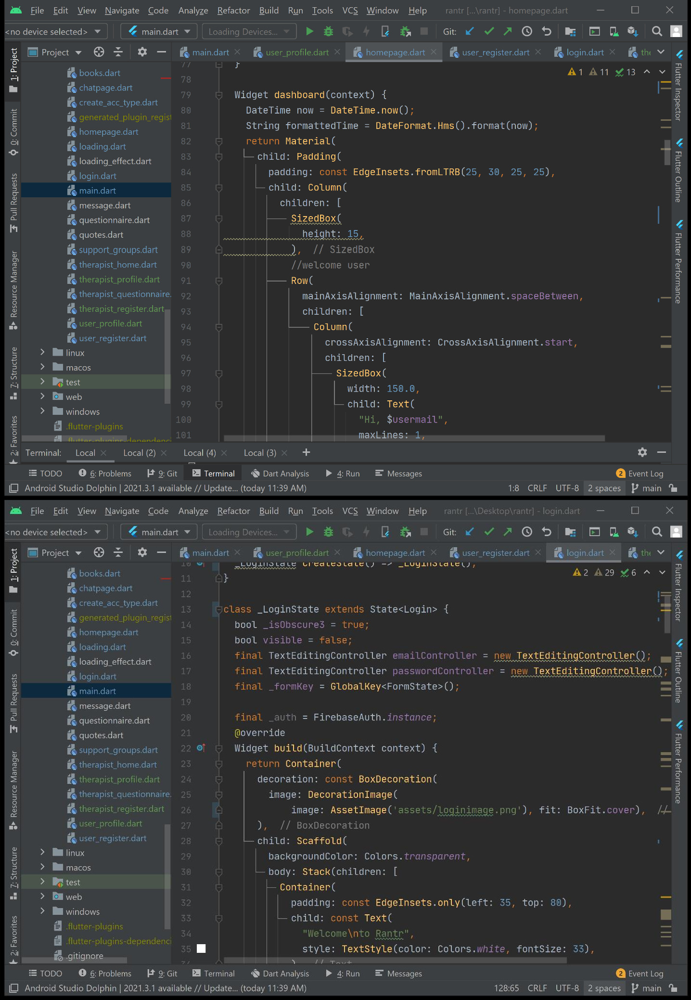 File Edit View Navigate Code Analyze Refactor Build Run Tools VCS Window Help rantr [...\rantr] - homepage.dart
<no device selected> main.dart Loading Devices... Git:
Project main.dart user_profile.dart homepage.dart user_register.dart login.dart the
1: Project
0: Commit
Pull Requests
Resource Manager
7: Structure
2: Favorites
books.dart
chatpage.dart
create_acc_type.dart
generated_plugin_regist
homepage.dart
loading.dart
loading_effect.dart
login.dart
main.dart
message.dart
questionnaire.dart
quotes.dart
support_groups.dart
therapist_home.dart
therapist_profile.dart
therapist_questionnaire.
therapist_register.dart
user_profile.dart
user_register.dart
linux
macos
test
web
windows
.flutter-plugins
.flutter-plugins-dependenci
1 11 13
77 }
78
79 Widget dashboard(context) {
80 DateTime now = DateTime.now();
81 String formattedTime = DateFormat.Hms().format(now);
82 return Material(
83 child: Padding(
84 padding: const EdgeInsets.fromLTRB(25, 30, 25, 25),
85 child: Column(
86 children: [
87 SizedBox(
88 height: 15,
89 ), // SizedBox
90 //welcome user
91 Row(
92 mainAxisAlignment: MainAxisAlignment.spaceBetween,
93 children: [
94 Column(
95 crossAxisAlignment: CrossAxisAlignment.start,
96 children: [
97 SizedBox(
98 width: 150.0,
99 child: Text(
100 "Hi, $usermail",
101 maxLines: 1,
Flutter Inspector
Flutter Outline
Flutter Performance
Terminal: Local Local (2) Local (4) Local (3) +
TODO 6: Problems 9: Git Terminal Dart Analysis 4: Run Messages 2 Event Log
Android Studio Dolphin | 2021.3.1 available // Update... (today 11:39 AM) 1:8 CRLF UTF-8 2 spaces main
File Edit View Navigate Code Analyze Refactor Build Run Tools VCS Window Help rantr [...\Desktop\rantr] - login.dart
<no device selected> main.dart Loading Devices... Git:
Project main.dart user_profile.dart homepage.dart user_register.dart login.dart the
1: Project
0: Commit
Pull Requests
Resource Manager
7: Structure
2: Favorites
books.dart
chatpage.dart
create_acc_type.dart
generated_plugin_regist
homepage.dart
loading.dart
loading_effect.dart
login.dart
main.dart
message.dart
questionnaire.dart
quotes.dart
support_groups.dart
therapist_home.dart
therapist_profile.dart
therapist_questionnaire.
therapist_register.dart
user_profile.dart
user_register.dart
linux
macos
test
web
windows
.flutter-plugins
.flutter-plugins-dependenci
.gitignore
2 29 6
10 _LoginState createState() => _LoginState();
11 }
12
13 class _LoginState extends State<Login> {
14 bool _isObscure3 = true;
15 bool visible = false;
16 final TextEditingController emailController = new TextEditingController();
17 final TextEditingController passwordController = new TextEditingController();
18 final _formKey = GlobalKey<FormState>();
19
20 final _auth = FirebaseAuth.instance;
21 @override
22 Widget build(BuildContext context) {
23 return Container(
24 decoration: const BoxDecoration(
25 image: DecorationImage(
26 image: AssetImage('assets/loginimage.png'), fit: BoxFit.cover), //
27 ), // BoxDecoration
28 child: Scaffold(
29 backgroundColor: Colors.transparent,
30 body: Stack(children: [
31 Container(
32 padding: const EdgeInsets.only(left: 35, top: 80),
33 child: const Text(
34 "Welcome\nto Rantr",
35 style: TextStyle(color: Colors.white, fontSize: 33),
Flutter Inspector
Flutter Outline
Flutter Performance
TODO 6: Problems 9: Git Terminal Dart Analysis 4: Run Messages 2 Event Log
Android Studio Dolphin | 2021.3.1 available // Update... (today 11:39 AM) 128:65 CRLF UTF-8 2 spaces main